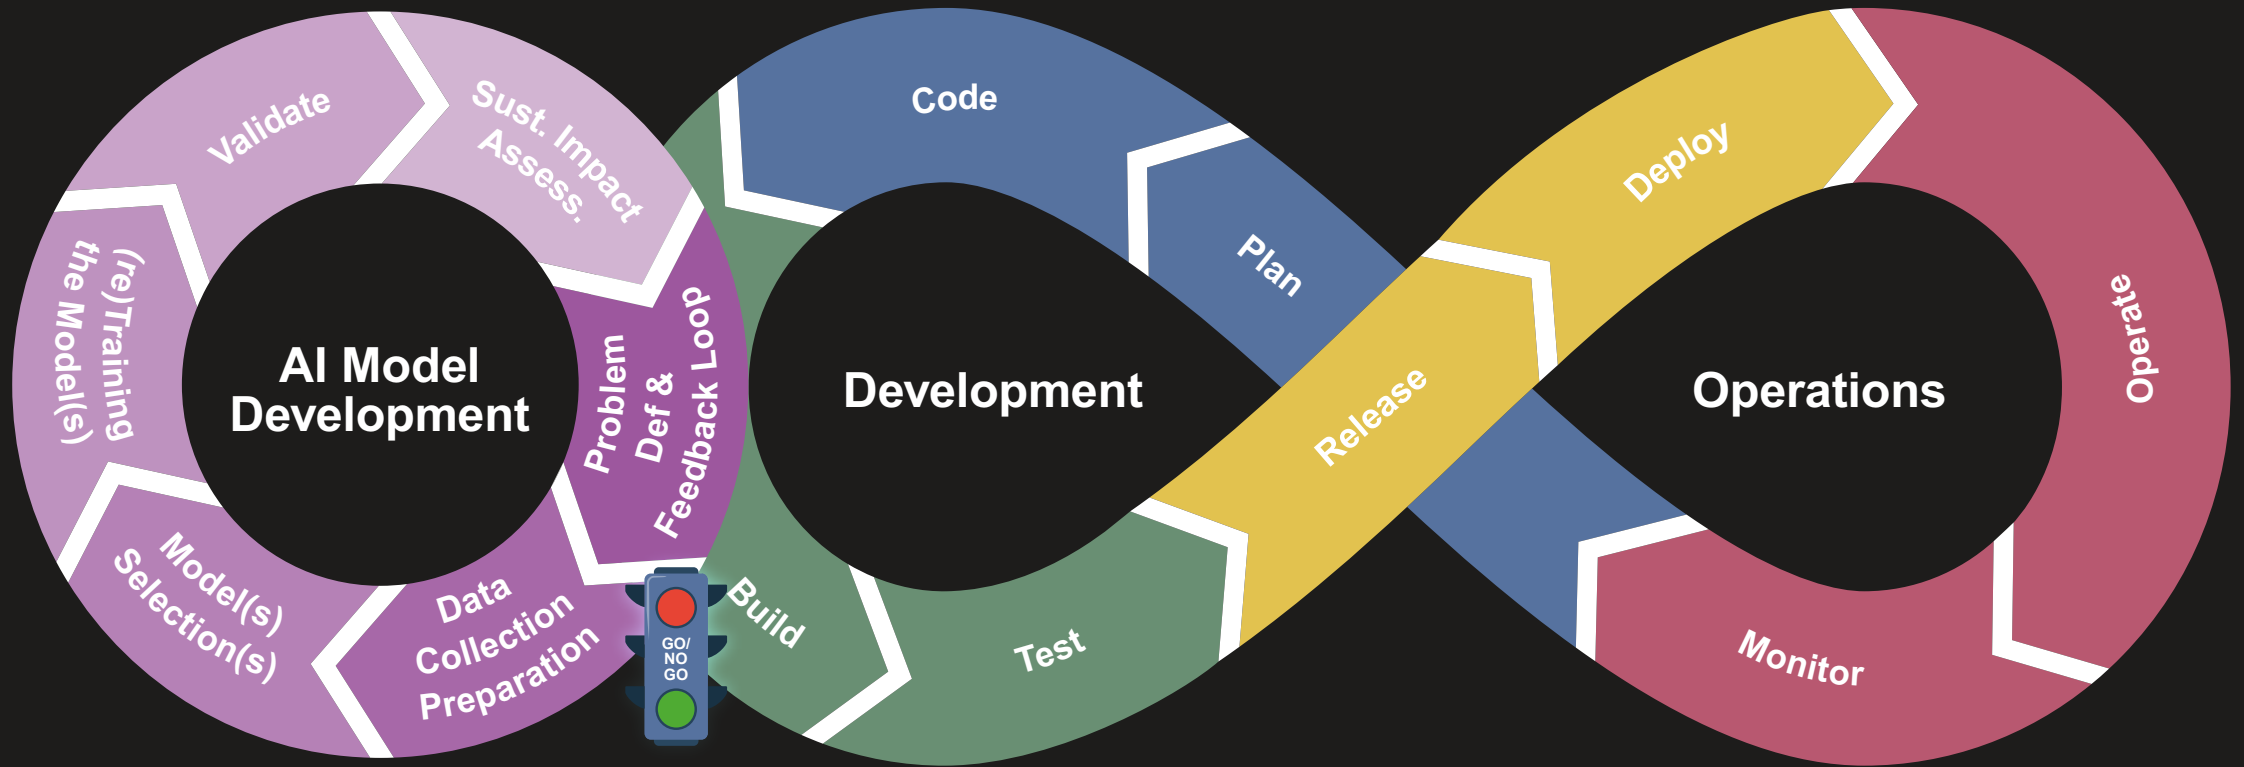 Validate
Sust. Impact
Assess.
(re)Training
the Model(s)
Problem
Def &
Feedback Loop
Model(s)
Selection(s)
Data
Collection
Preparation
AI Model
Development
GO/
NO
GO
Code
Plan
Build
Test
Development
Release
Deploy
Operate
Monitor
Operations